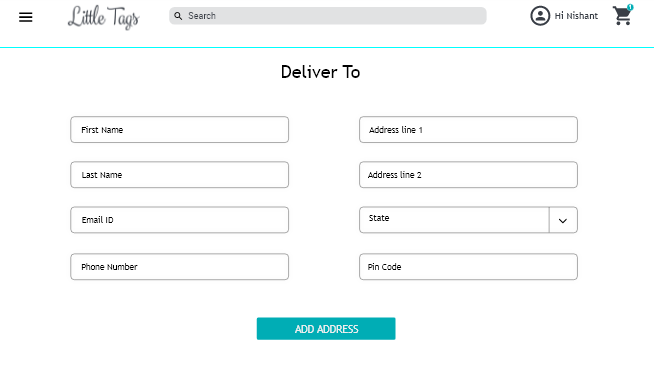 Little Tags
Search
Hi Nishant
1
Deliver To
First Name
Address line 1
Last Name
Address line 2
Email ID
State
Phone Number
Pin Code
ADD ADDRESS